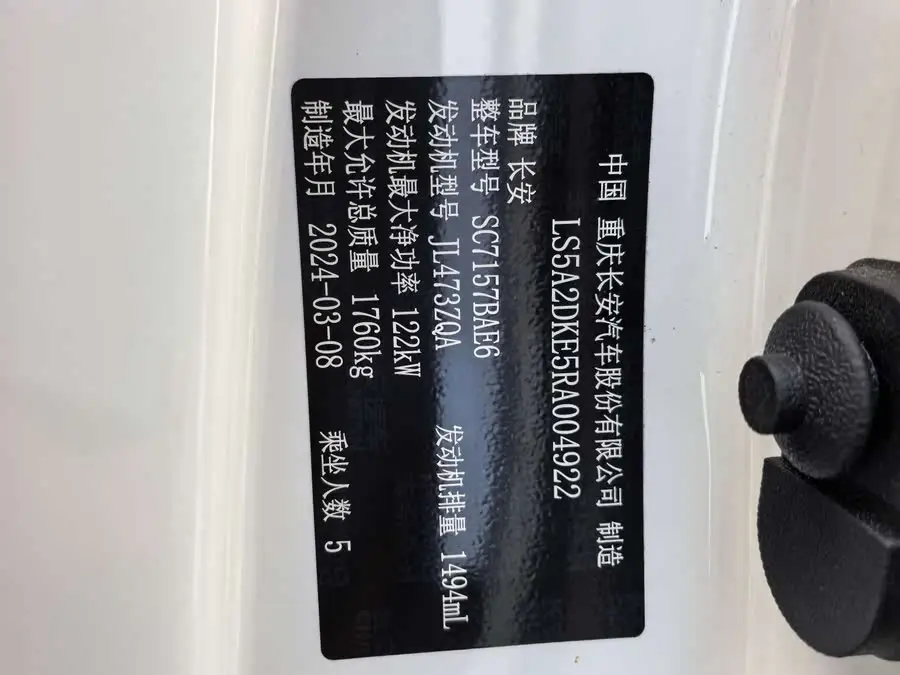 中国 重庆长安汽车股份有限公司 制造
LS5A2DKE5RA004922
品牌 长安
整车型号 SC7157BAE6
发动机型号 JL473ZQA 发动机排量 1494mL
发动机最大净功率 122kW
最大允许总质量 1760kg
制造年月 2024-03-08 乘坐人数 5